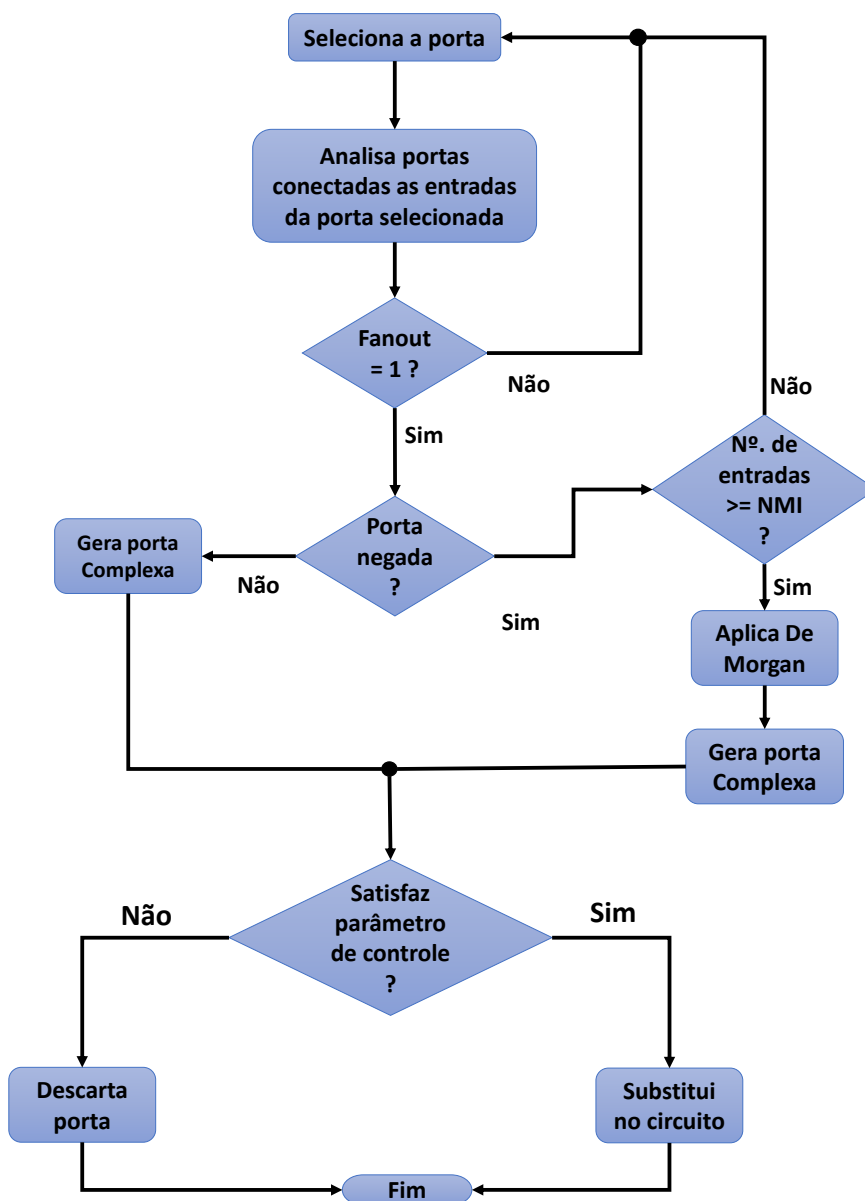 Seleciona a porta
Analisa portas
conectadas as entradas
da porta selecionada
Fanout
= 1 ?
Não
Sim
Não
Nº. de
entradas
>= NMI
?
Porta
negada
?
Gera porta
Complexa
Não
Sim
Sim
Aplica De
Morgan
Gera porta
Complexa
Satisfaz
parâmetro
de controle
?
Não
Sim
Descarta
porta
Substitui
no circuito
Fim